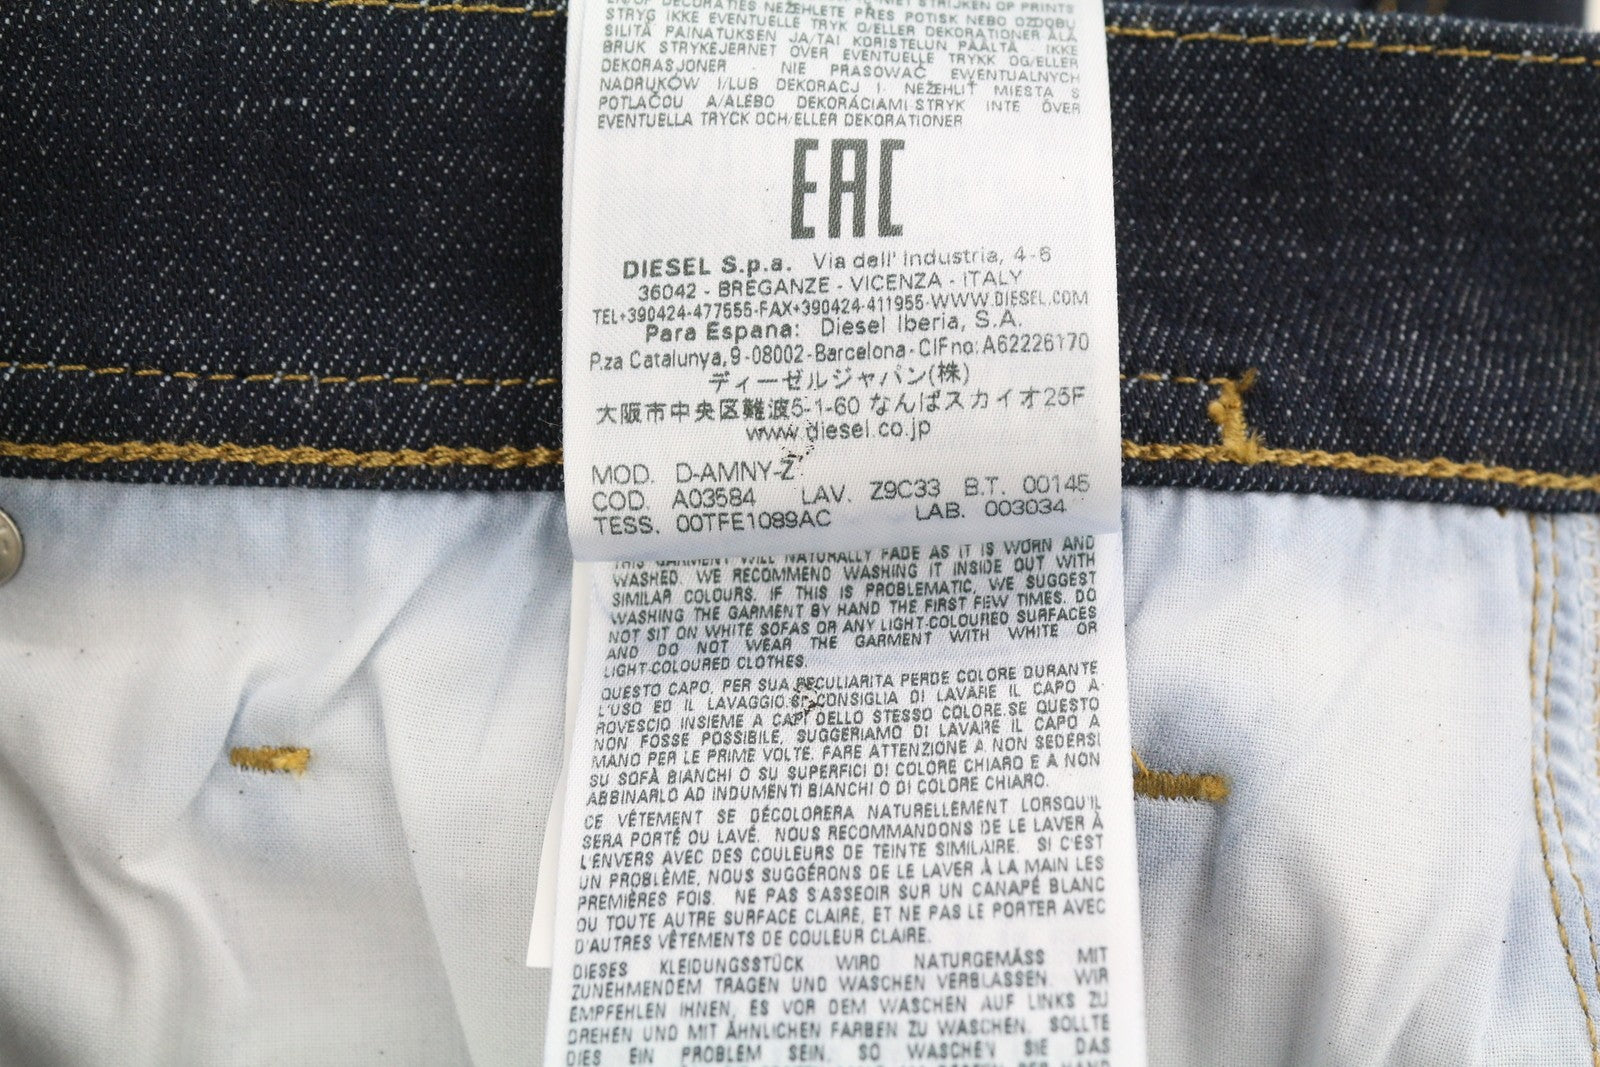 DECORATIES NEŽEHLETE PŘES POTISK NEBO OZDOBU
STRYG IKKE EVENTUELLE TRYK O/ELLER DEKORATIONER ÄLÄ
SILITÄ PAINATUKSEN JA/TAI KORISTELUN PÄÄLTÄ IKKE
BRUK STRYKEJERNET OVER EVENTUELLE TRYKK OG/ELLER
DEKORASJONER NIE PRASOWAĆ EWENTUALNYCH
NADRUKÓW I/LUB DEKORACJ I. NEŽEHLIŤ MIESTA S
POTLAČOU A/ALEBO DEKORÁCIAMI STRYK INTE ÖVER
EVENTUELLA TRYCK OCH/ELLER DEKORATIONER
EAC
DIESEL S.p.a. Via dell' Industria, 4-6
36042 - BREGANZE - VICENZA - ITALY
TEL+390424-477555-FAX+390424-411955-WWW.DIESEL.COM
Para Espana: Diesel Iberia, S.A.
P.za Catalunya,9-08002-Barcelona-CIFno:A62226170
ディーゼルジャパン(株)
大阪市中央区難波5-1-60 なんばスカイオ25F
www.diesel.co.jp
MOD. D-AMNY-Z
COD. A03584 LAV. Z9C33 B.T. 00145
TESS. 00TFE1089AC LAB. 003034
THIS GARMENT WILL NATURALLY FADE AS IT IS WORN AND
WASHED. WE RECOMMEND WASHING IT INSIDE OUT WITH
SIMILAR COLOURS. IF THIS IS PROBLEMATIC, WE SUGGEST
WASHING THE GARMENT BY HAND THE FIRST FEW TIMES. DO
NOT SIT ON WHITE SOFAS OR ANY LIGHT-COLOURED SURFACES
AND DO NOT WEAR THE GARMENT WITH WHITE OR
LIGHT-COLOURED CLOTHES.
QUESTO CAPO, PER SUA PECULIARITA PERDE COLORE DURANTE
L'USO ED IL LAVAGGIO.SI CONSIGLIA DI LAVARE IL CAPO A
ROVESCIO INSIEME A CAPI DELLO STESSO COLORE.SE QUESTO
NON FOSSE POSSIBILE, SUGGERIAMO DI LAVARE IL CAPO A
MANO PER LE PRIME VOLTE. FARE ATTENZIONE A NON SEDERSI
SU SOFÀ BIANCHI O SU SUPERFICI DI COLORE CHIARO E A NON
ABBINARLO AD INDUMENTI BIANCHI O DI COLORE CHIARO.
CE VÊTEMENT SE DÉCOLORERA NATURELLEMENT LORSQU'IL
SERA PORTÉ OU LAVÉ. NOUS RECOMMANDONS DE LE LAVER À
L'ENVERS AVEC DES COULEURS DE TEINTE SIMILAIRE. SI C'EST
UN PROBLÈME, NOUS SUGGÉRONS DE LE LAVER À LA MAIN LES
PREMIÈRES FOIS. NE PAS S'ASSEOIR SUR UN CANAPÉ BLANC
OU TOUTE AUTRE SURFACE CLAIRE, ET NE PAS LE PORTER AVEC
D'AUTRES VÊTEMENTS DE COULEUR CLAIRE.
DIESES KLEIDUNGSSTÜCK WIRD NATURGEMÄSS MIT
ZUNEHMENDEM TRAGEN UND WASCHEN VERBLASSEN. WIR
EMPFEHLEN IHNEN, ES VOR DEM WASCHEN AUF LINKS ZU
DREHEN UND MIT ÄHNLICHEN FARBEN ZU WASCHEN. SOLLTE
DIES EIN PROBLEM SEIN, SO WASCHEN SIE DAS